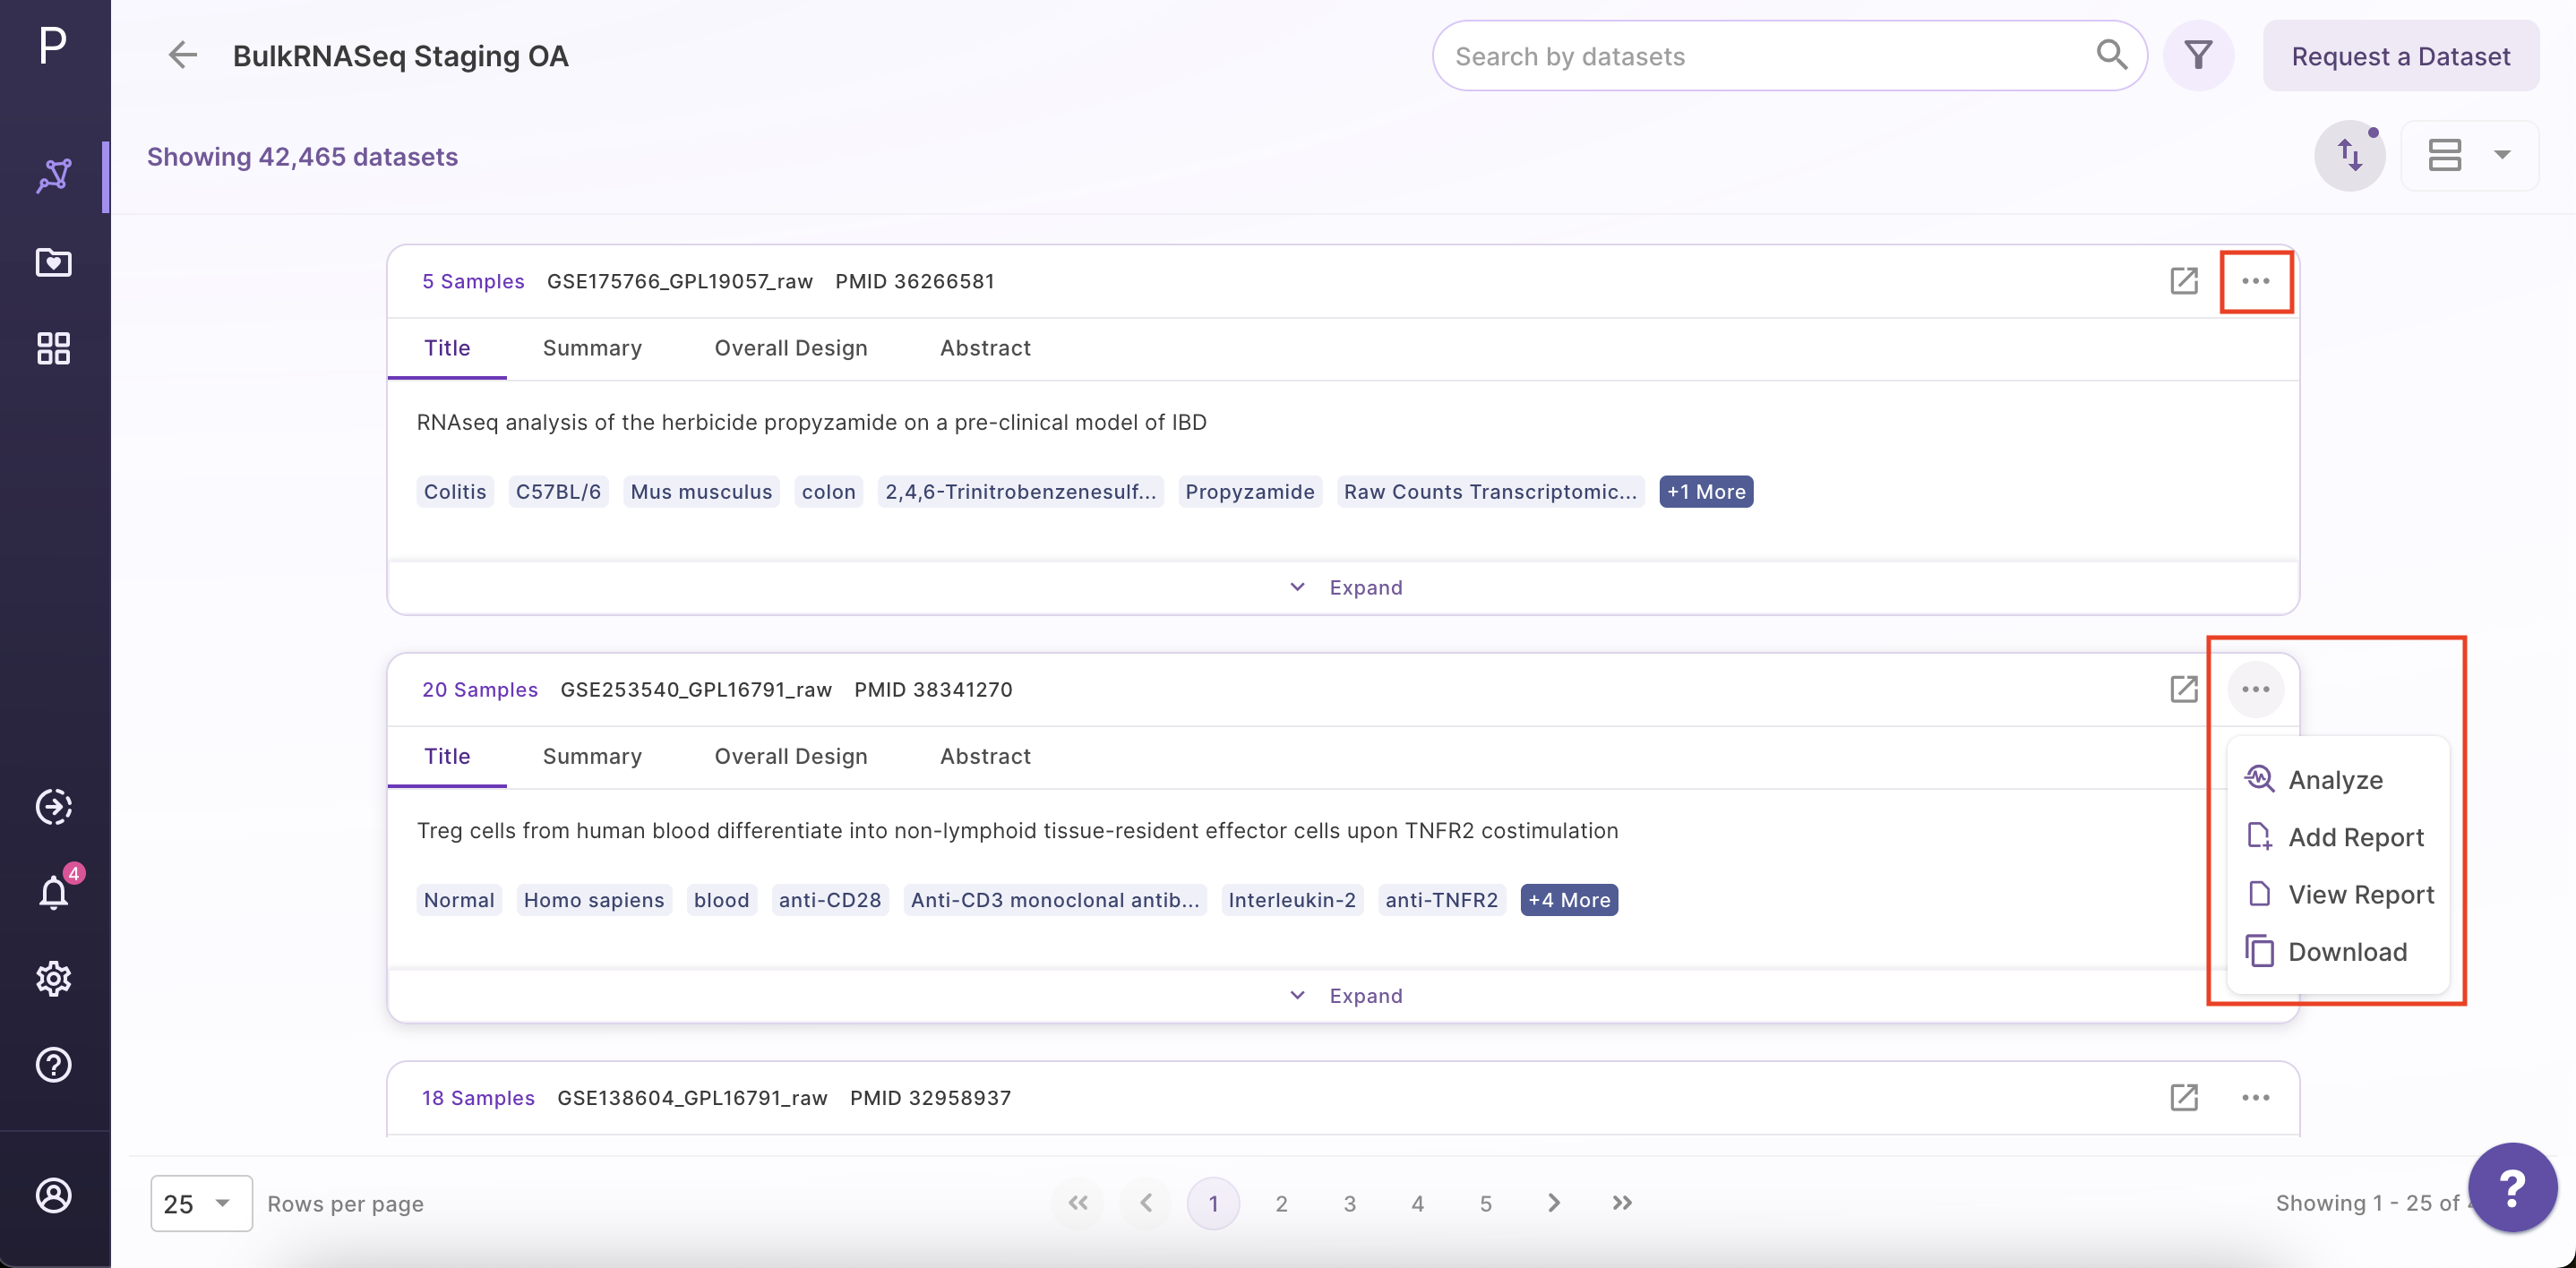 P
BulkRNASeq Staging OA
Search by datasets
Request a Dataset
Showing 42,465 datasets
5 Samples GSE175766_GPL19057_raw PMID 36266581
Title Summary Overall Design Abstract
RNAseq analysis of the herbicide propyzamide on a pre-clinical model of IBD
Colitis C57BL/6 Mus musculus colon 2,4,6-Trinitrobenzenesulf... Propyzamide Raw Counts Transcriptomic... +1 More
Expand
20 Samples GSE253540_GPL16791_raw PMID 38341270
Title Summary Overall Design Abstract
Treg cells from human blood differentiate into non-lymphoid tissue-resident effector cells upon TNFR2 costimulation
Normal Homo sapiens blood anti-CD28 Anti-CD3 monoclonal antib... Interleukin-2 anti-TNFR2 +4 More
Expand
Analyze
Add Report
View Report
Download
4
18 Samples GSE138604_GPL16791_raw PMID 32958937
25 Rows per page
1 2 3 4 5
Showing 1 - 25 of
?